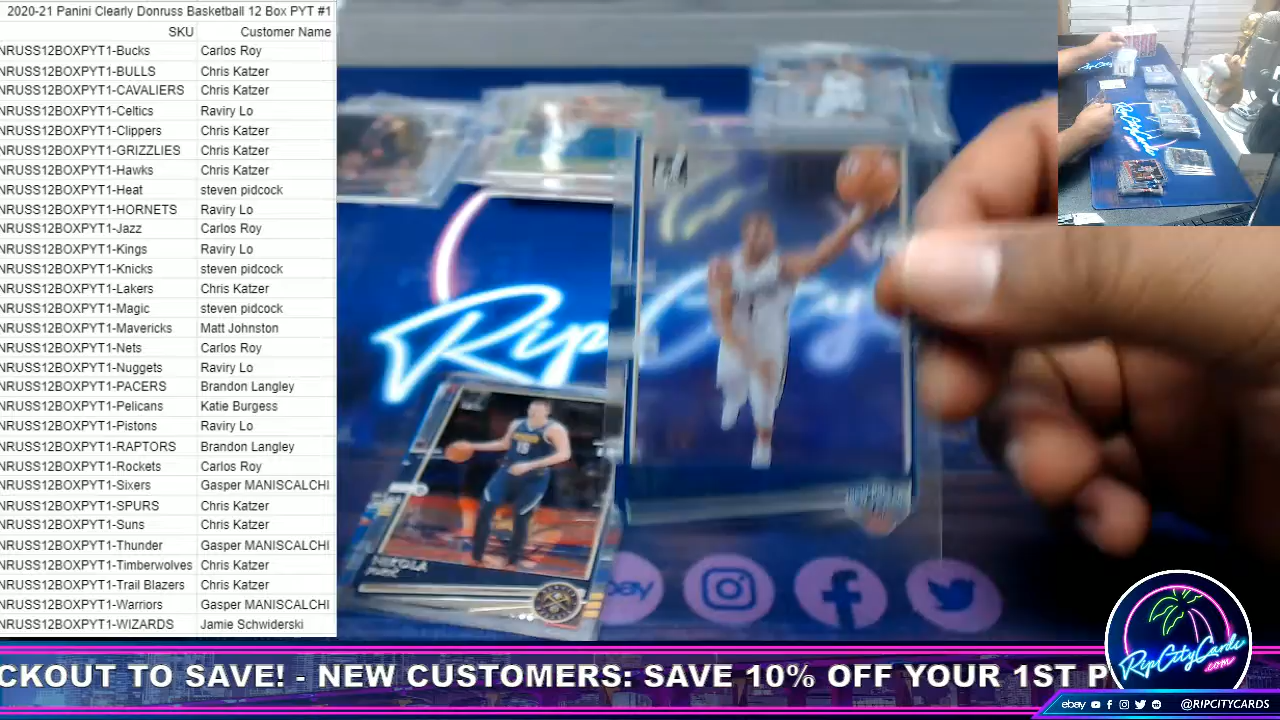 2020-21 Panini Clearly Donruss Basketball 12 Box PYT #1
SKU Customer Name
NRUSS12BOXPYT1-Bucks Carlos Roy
NRUSS12BOXPYT1-BULLS Chris Katzer
NRUSS12BOXPYT1-CAVALIERS Chris Katzer
NRUSS12BOXPYT1-Celtics Raviry Lo
NRUSS12BOXPYT1-Clippers Chris Katzer
NRUSS12BOXPYT1-GRIZZLIES Chris Katzer
NRUSS12BOXPYT1-Hawks Chris Katzer
NRUSS12BOXPYT1-Heat steven pidcock
NRUSS12BOXPYT1-HORNETS Raviry Lo
NRUSS12BOXPYT1-Jazz Carlos Roy
NRUSS12BOXPYT1-Kings Raviry Lo
NRUSS12BOXPYT1-Knicks steven pidcock
NRUSS12BOXPYT1-Lakers Chris Katzer
NRUSS12BOXPYT1-Magic steven pidcock
NRUSS12BOXPYT1-Mavericks Matt Johnston
NRUSS12BOXPYT1-Nets Carlos Roy
NRUSS12BOXPYT1-Nuggets Raviry Lo
NRUSS12BOXPYT1-PACERS Brandon Langley
NRUSS12BOXPYT1-Pelicans Katie Burgess
NRUSS12BOXPYT1-Pistons Raviry Lo
NRUSS12BOXPYT1-RAPTORS Brandon Langley
NRUSS12BOXPYT1-Rockets Carlos Roy
NRUSS12BOXPYT1-Sixers Gasper MANISCALCHI
NRUSS12BOXPYT1-SPURS Chris Katzer
NRUSS12BOXPYT1-Suns Chris Katzer
NRUSS12BOXPYT1-Thunder Gasper MANISCALCHI
NRUSS12BOXPYT1-Timberwolves Chris Katzer
NRUSS12BOXPYT1-Trail Blazers Chris Katzer
NRUSS12BOXPYT1-Warriors Gasper MANISCALCHI
NRUSS12BOXPYT1-WIZARDS Jamie Schwiderski
Rip
15
NIKOLA
ebay
CKOUT TO SAVE! - NEW CUSTOMERS: SAVE 10% OFF YOUR 1ST P
RipCityCards
.com
ebay @RIPCITYCARDS